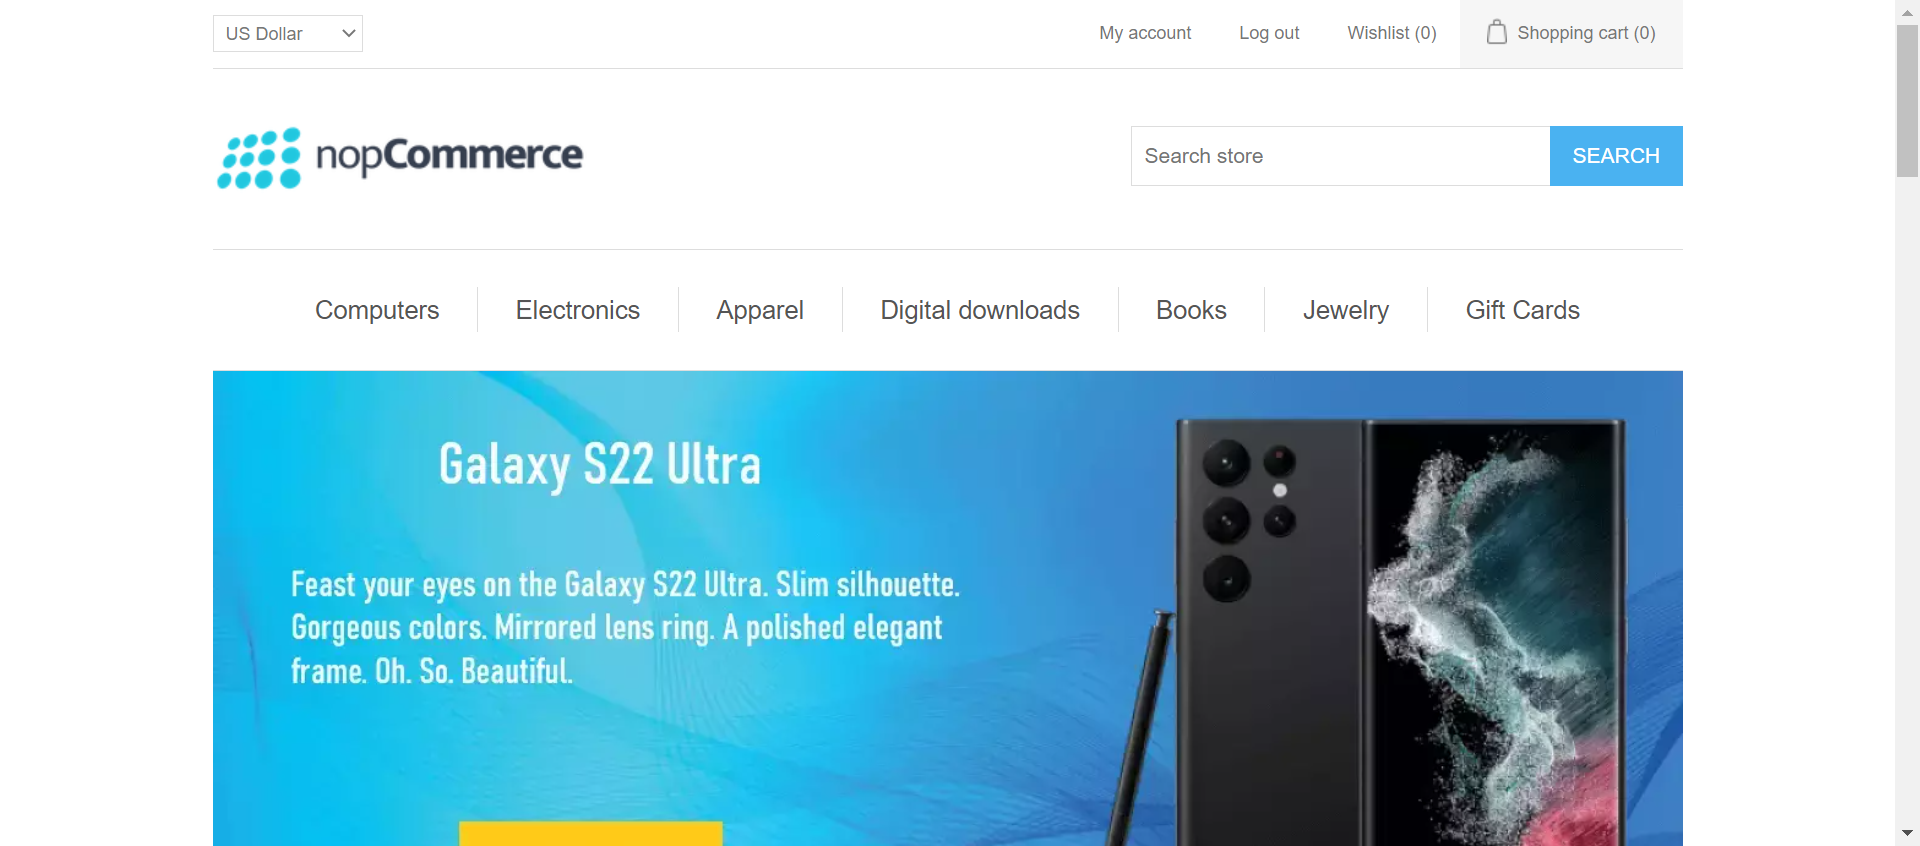 US Dollar
My account
Log out
Wishlist (0)
Shopping cart (0)
nopCommerce
Search store
SEARCH
Computers
Electronics
Apparel
Digital downloads
Books
Jewelry
Gift Cards
Galaxy S22 Ultra
Feast your eyes on the Galaxy S22 Ultra. Slim silhouette.
Gorgeous colors. Mirrored lens ring. A polished elegant
frame. Oh. So. Beautiful.